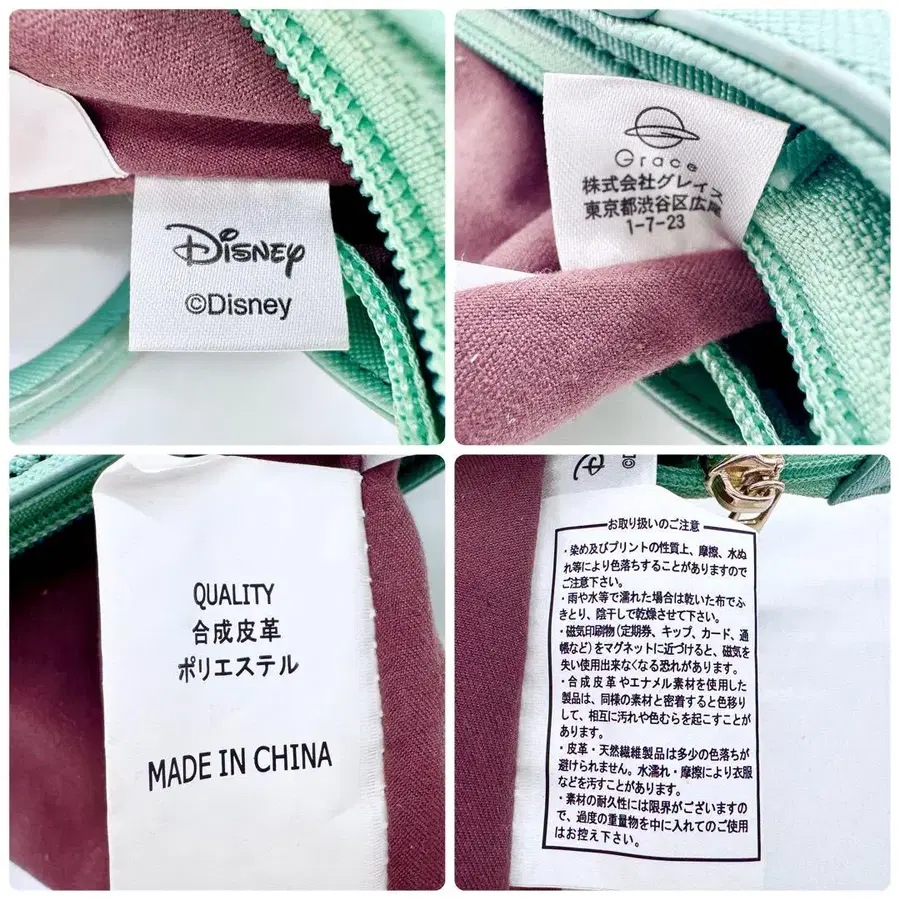 Disney
©Disney
Grace
株式会社グレイス
東京都渋谷区広尾
1-7-23
QUALITY
合成皮革
ポリエステル
MADE IN CHINA
お取り扱いのご注意
・染め及びプリントの性質上、摩擦、水ぬ
れ等により色落ちすることがありますので
ご注意下さい。
・雨や水等で濡れた場合は乾いた布でふ
きとり、陰干しで乾燥させて下さい。
・磁気印刷物(定期券、キップ、カード、通
帳など)をマグネットに近づけると、磁気を
失い使用出来なくなる恐れがあります。
・合成皮革やエナメル素材を使用した
製品は、同様の素材と密着すると色移り
して、相互に汚れや色むらを起こすことが
あります。
・皮革・天然繊維製品は多少の色落ちが
避けられません。水濡れ・摩擦により衣服
などを汚すことがあります。
・素材の耐久性には限界がございますの
で、過度の重量物を中に入れてのご使用
はお控え下さい。